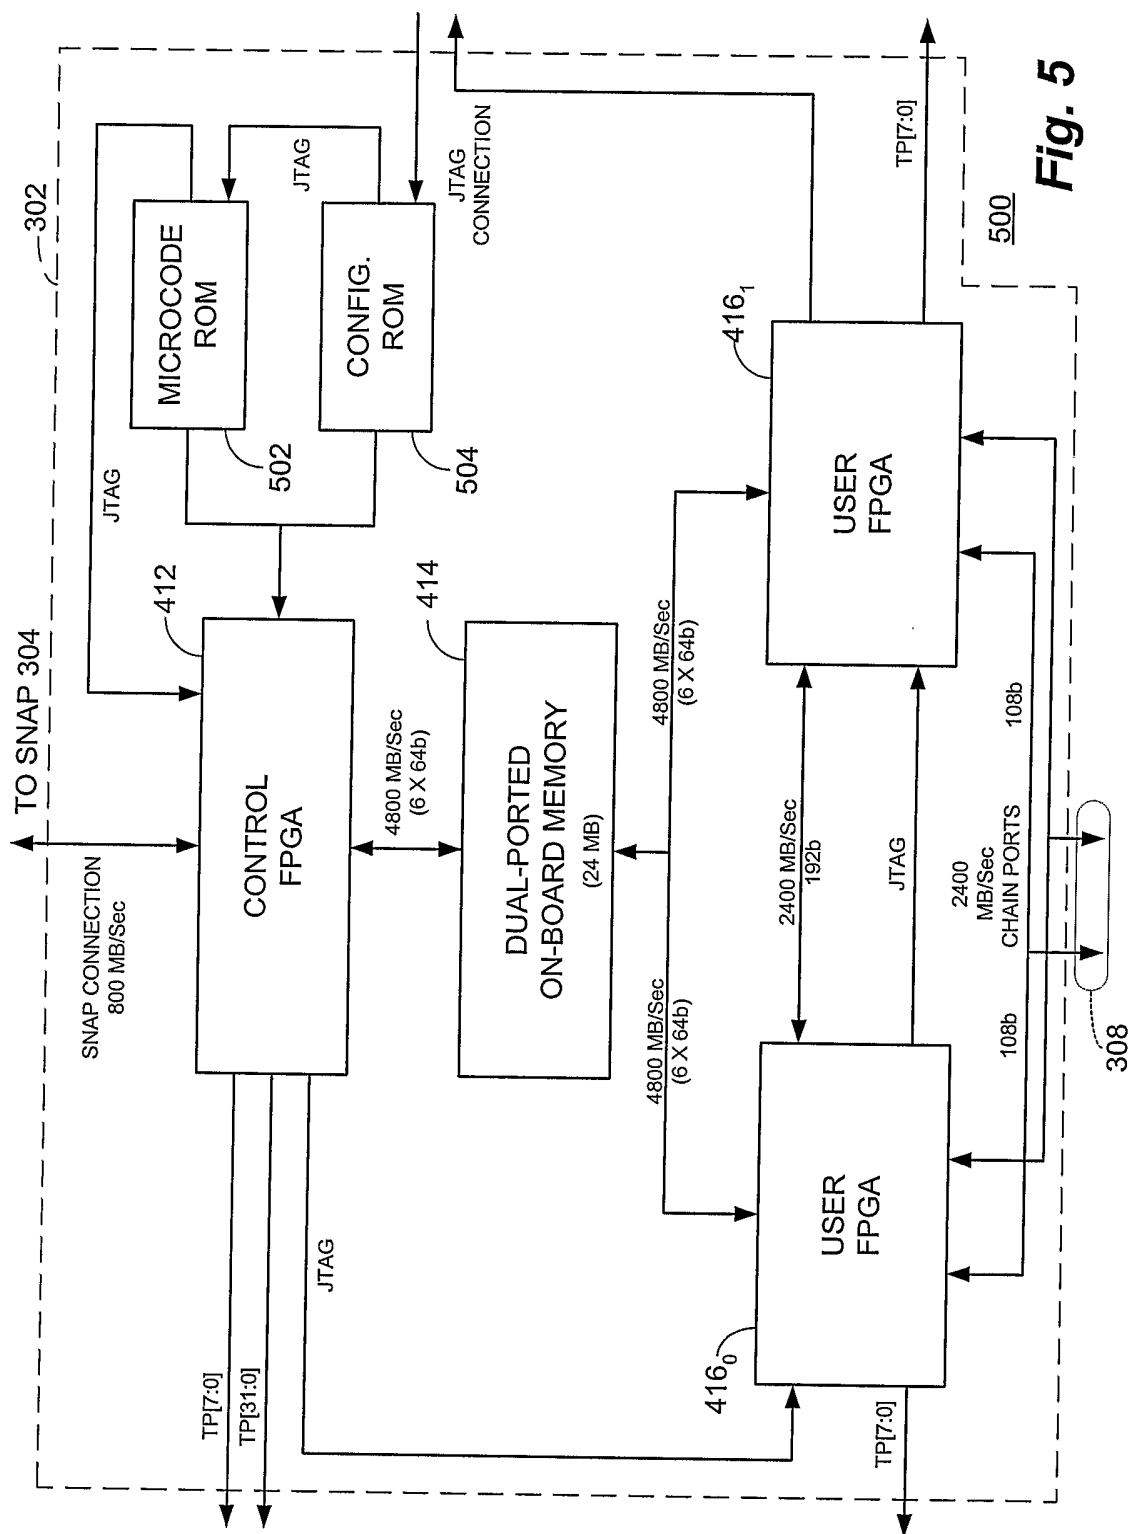 TO SNAP 304
302
SNAP CONNECTION
800 MB/Sec
412
JTAG
MICROCODE
ROM
502
JTAG
CONFIG.
ROM
504
JTAG
CONNECTION
TP[7:0]
TP[31:0]
CONTROL
FPGA
JTAG
4800 MB/Sec
(6 X 64b)
414
DUAL-PORTED
ON-BOARD MEMORY
(24 MB)
4800 MB/Sec
(6 X 64b)
4800 MB/Sec
(6 X 64b)
416₀
USER
FPGA
TP[7:0]
2400 MB/Sec
192b
JTAG
416₁
USER
FPGA
TP[7:0]
108b
2400
MB/Sec
CHAIN PORTS
108b
308
500
Fig. 5